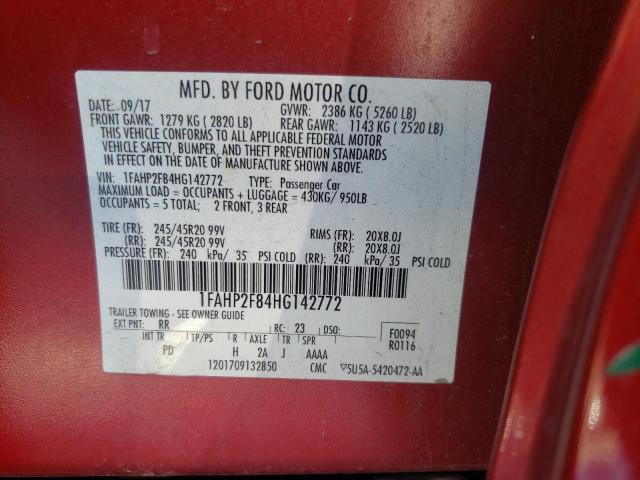 MFD. BY FORD MOTOR CO.
DATE: 09/17 GVWR: 2386 KG ( 5260 LB)
FRONT GAWR: 1279 KG ( 2820 LB) REAR GAWR: 1143 KG ( 2520 LB)
THIS VEHICLE CONFORMS TO ALL APPLICABLE FEDERAL MOTOR
VEHICLE SAFETY, BUMPER, AND THEFT PREVENTION STANDARDS
IN EFFECT ON THE DATE OF MANUFACTURE SHOWN ABOVE.
VIN: 1FAHP2F84HG142772 TYPE: Passenger Car
MAXIMUM LOAD = OCCUPANTS + LUGGAGE = 430KG/ 950LB
OCCUPANTS = 5 TOTAL; 2 FRONT, 3 REAR
TIRE (FR): 245/45R20 99V RIMS (FR): 20X8.0J
(RR): 245/45R20 99V (RR): 20X8.0J
PRESSURE (FR): 240 kPa/ 35 PSI COLD (RR): 240 kPa/ 35 PSI COLD
1FAHP2F84HG142772
TRAILER TOWING - SEE OWNER GUIDE
EXT PNT: RR RC: 23 DSO: F0094
INT TR TP/PS R AXLE TR SPR R0116
PD H 2A J AAAA
1201709132850 CMC ▽5U5A-5420472-AA